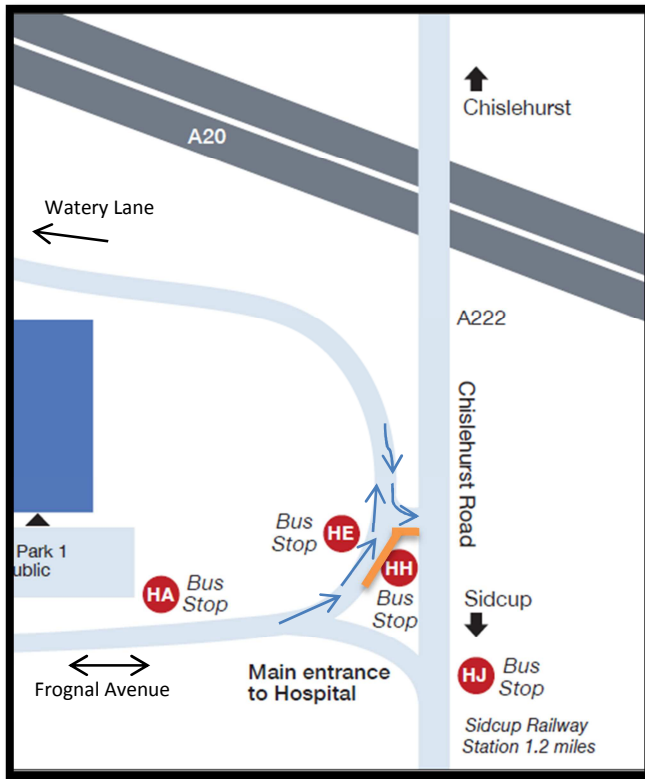 Chislehurst
A20
Watery Lane
A222
Chislehurst Road
Bus
Stop
HE
Park 1
ublic
HH
Bus
Stop
HA
Bus
Stop
Sidcup
Main entrance
to Hospital
HJ
Bus
Stop
Frognal Avenue
Sidcup Railway
Station 1.2 miles